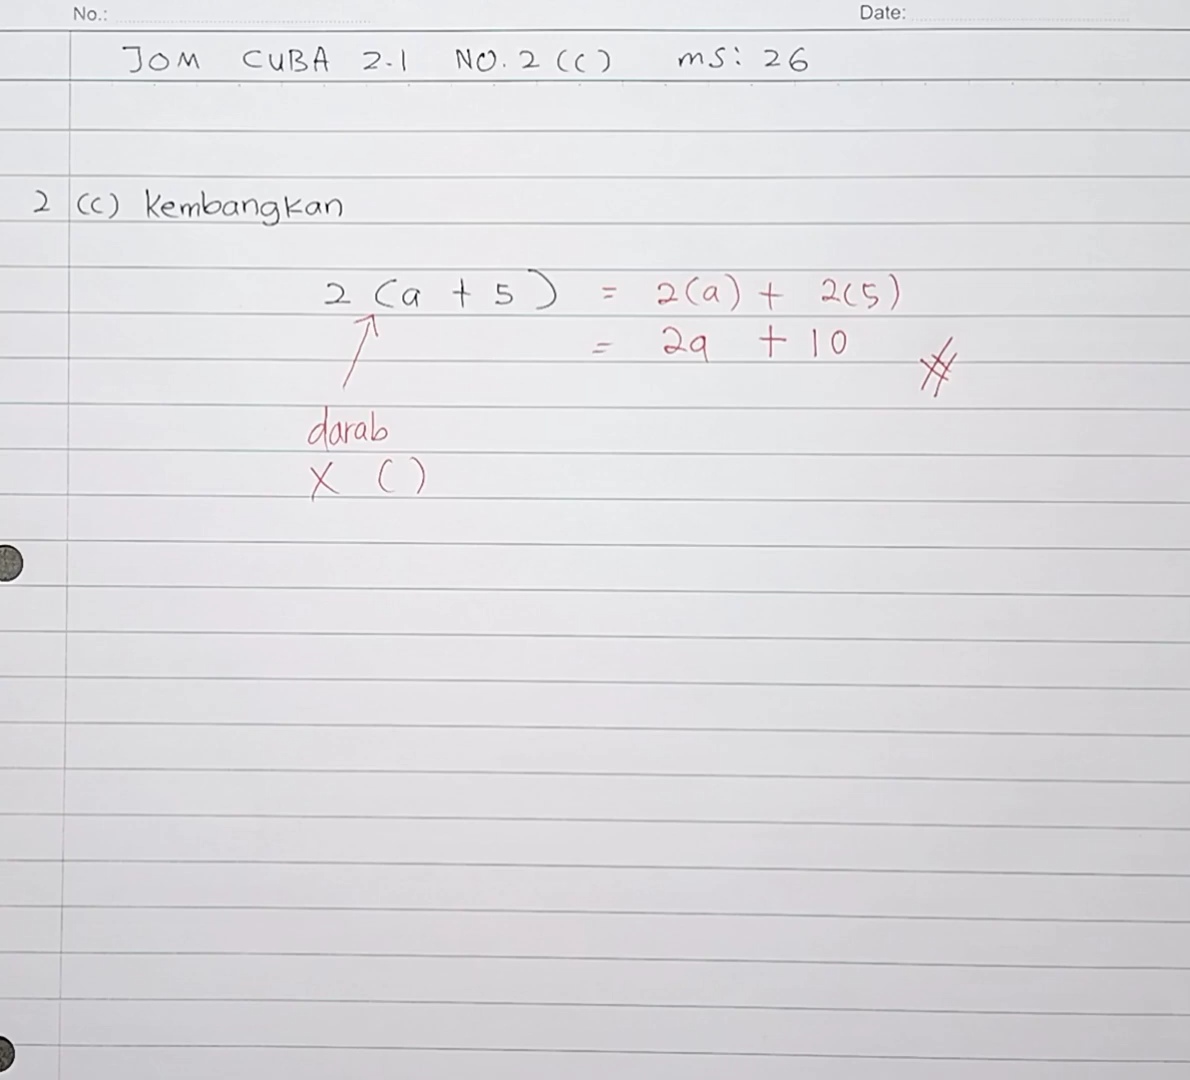 No.: Date:
JOM CUBA 2.1 NO. 2 (c) ms: 26
2 (c) Kembangkan
2 (a + 5) = 2(a) + 2(5)
= 2a + 10 #
darab
x ( )